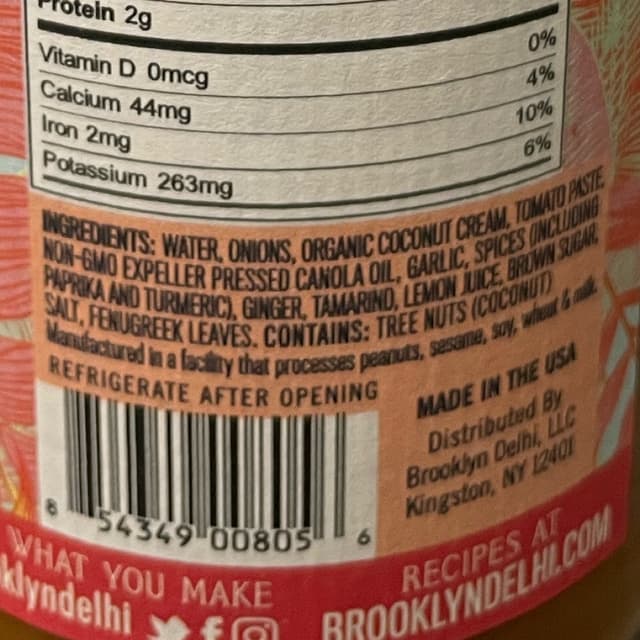 Protein 2g
Vitamin D 0mcg 0%
Calcium 44mg 4%
Iron 2mg 10%
Potassium 263mg 6%
INGREDIENTS: WATER, ONIONS, ORGANIC COCONUT CREAM, TOMATO PASTE,
NON-GMO EXPELLER PRESSED CANOLA OIL, GARLIC, SPICES (INCLUDING
PAPRIKA AND TURMERIC), GINGER, TAMARIND, LEMON JUICE, BROWN SUGAR,
SALT, FENUGREEK LEAVES. CONTAINS: TREE NUTS (COCONUT)
Manufactured in a facility that processes peanuts, sesame, soy, wheat & milk.
REFRIGERATE AFTER OPENING
MADE IN THE USA
Distributed By
Brooklyn Delhi, LLC
Kingston, NY 12401
8 54349 00805 6
WHAT YOU MAKE
klyndelhi
RECIPES AT
BROOKLYNDELHI.COM